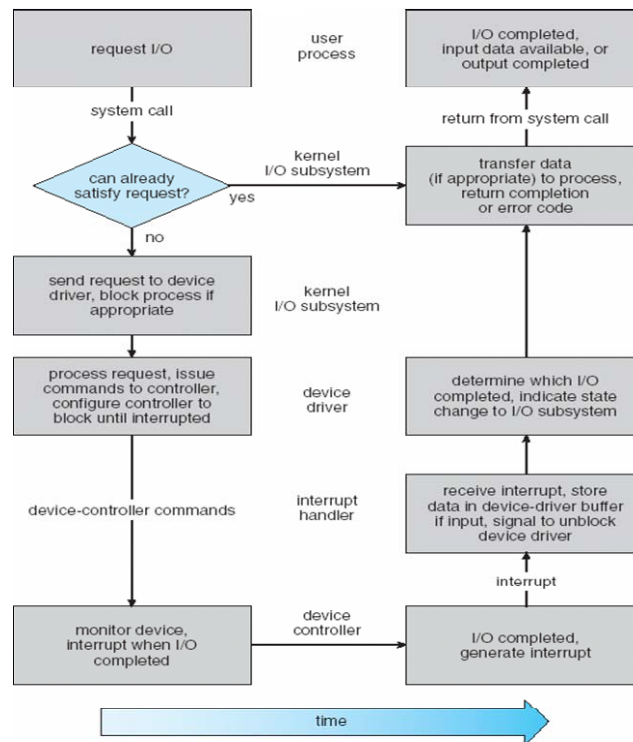 request I/O
user
process
I/O completed,
input data available, or
output completed
system call
return from system call
can already
satisfy request?
yes
no
kernel
I/O subsystem
transfer data
(if appropriate) to process,
return completion
or error code
send request to device
driver, block process if
appropriate
kernel
I/O subsystem
process request, issue
commands to controller,
configure controller to
block until interrupted
device
driver
determine which I/O
completed, indicate state
change to I/O subsystem
device-controller commands
interrupt
handler
receive interrupt, store
data in device-driver buffer
if input, signal to unblock
device driver
interrupt
monitor device,
interrupt when I/O
completed
device
controller
I/O completed,
generate interrupt
time